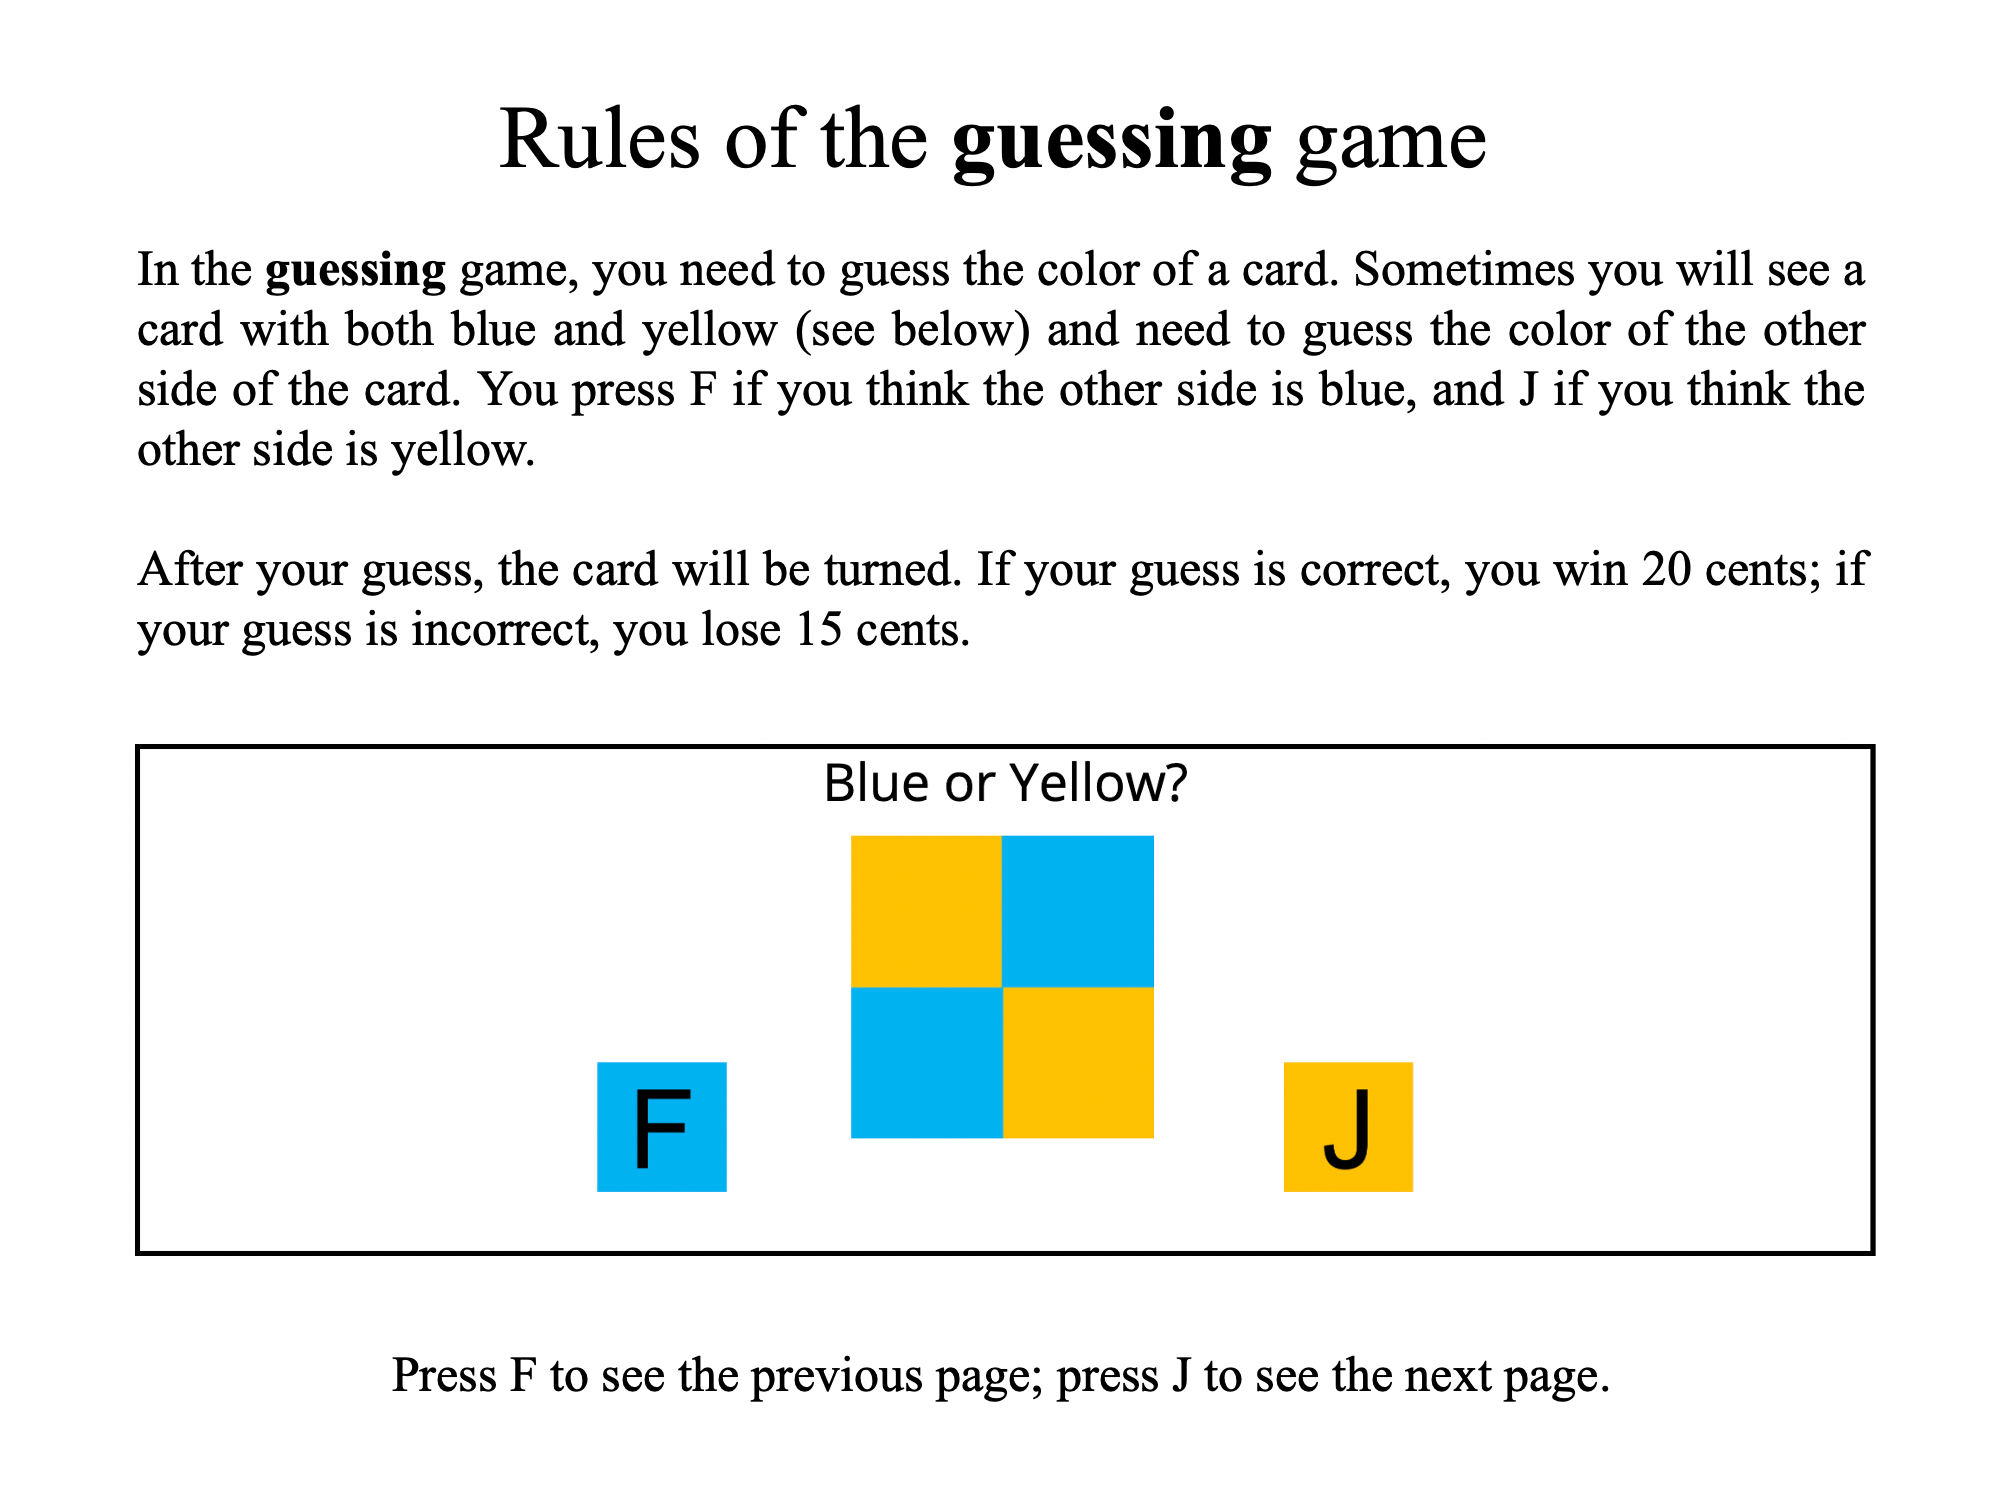 Rules of the guessing game
In the guessing game, you need to guess the color of a card. Sometimes you will see a
card with both blue and yellow (see below) and need to guess the color of the other
side of the card. You press F if you think the other side is blue, and J if you think the
other side is yellow.
After your guess, the card will be turned. If your guess is correct, you win 20 cents; if
your guess is incorrect, you lose 15 cents.
Blue or Yellow?
F
J
Press F to see the previous page; press J to see the next page.